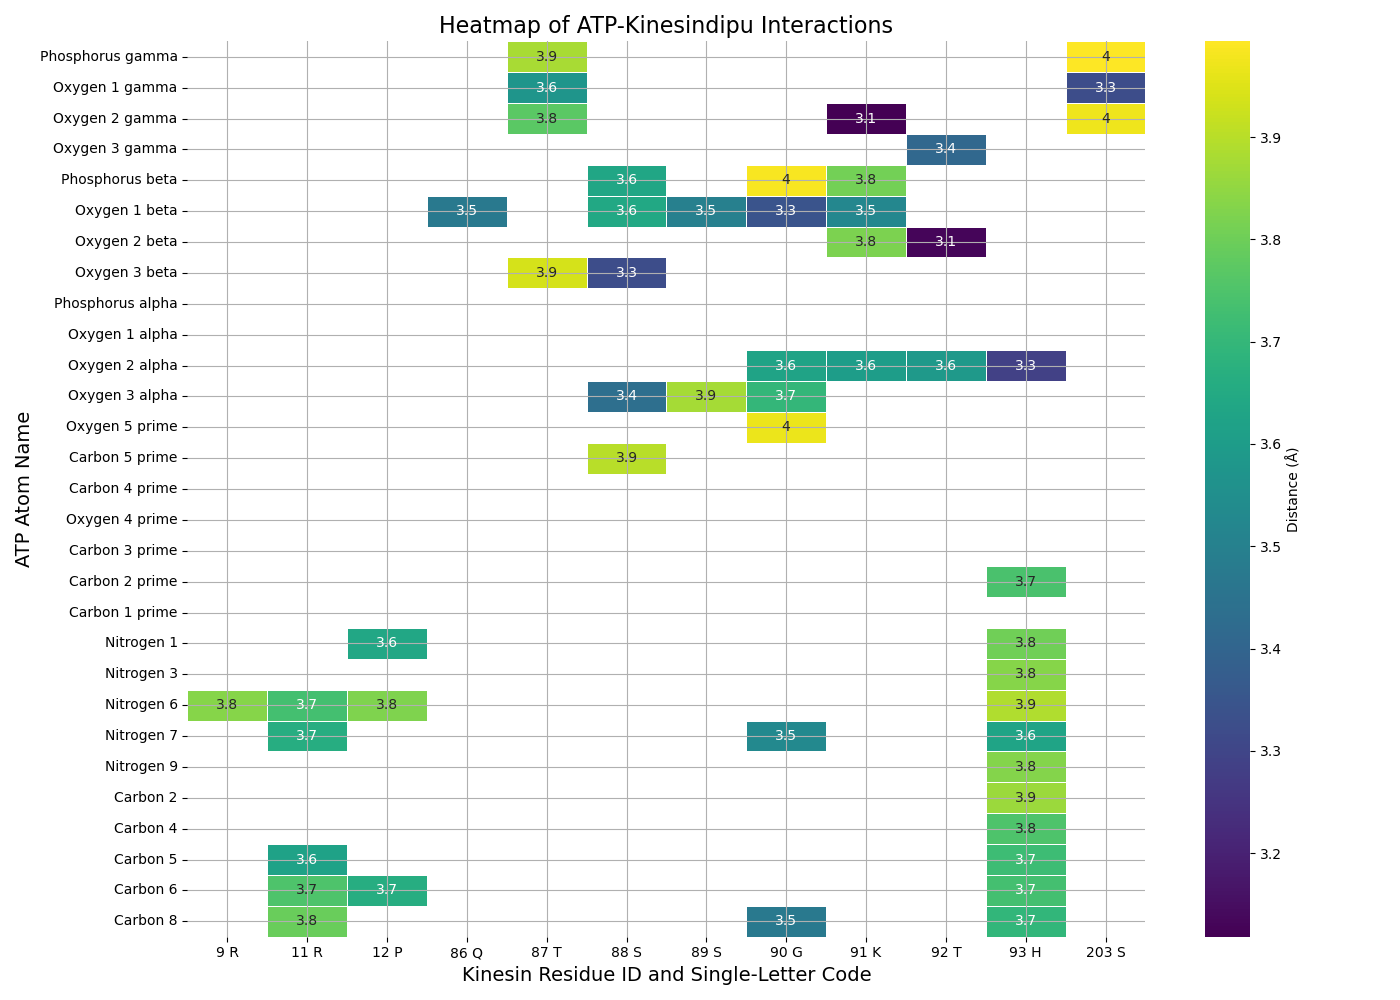 Heatmap of ATP-Kinesindipu Interactions
Phosphorus gamma 3.9 4
Oxygen 1 gamma 3.6 3.3
Oxygen 2 gamma 3.8 3.1 4
Oxygen 3 gamma 3.4
Phosphorus beta 3.6 4 3.8
Oxygen 1 beta 3.5 3.6 3.5 3.3 3.5
Oxygen 2 beta 3.8 3.1
Oxygen 3 beta 3.9 3.3
Phosphorus alpha
Oxygen 1 alpha
Oxygen 2 alpha 3.6 3.6 3.6 3.3
Oxygen 3 alpha 3.4 3.9 3.7
Oxygen 5 prime 4
Carbon 5 prime 3.9
Carbon 4 prime
Oxygen 4 prime
Carbon 3 prime
Carbon 2 prime 3.7
Carbon 1 prime
Nitrogen 1 3.6 3.8
Nitrogen 3 3.8
Nitrogen 6 3.8 3.7 3.8 3.9
Nitrogen 7 3.7 3.5 3.6
Nitrogen 9 3.8
Carbon 2 3.9
Carbon 4 3.8
Carbon 5 3.6 3.7
Carbon 6 3.7 3.7 3.7
Carbon 8 3.8 3.5 3.7
9 R 11 R 12 P 86 Q 87 T 88 S 89 S 90 G 91 K 92 T 93 H 203 S
Kinesin Residue ID and Single-Letter Code
ATP Atom Name
3.9
3.8
3.7
3.6
3.5
3.4
3.3
3.2
Distance (Å)